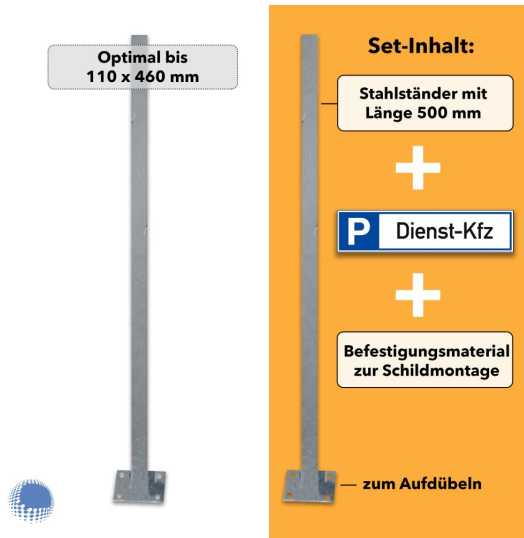 Optimal bis
110 x 460 mm
Set-Inhalt:
Stahlständer mit
Länge 500 mm
+
P Dienst-Kfz
+
Befestigungsmaterial
zur Schildmontage
zum Aufdübeln